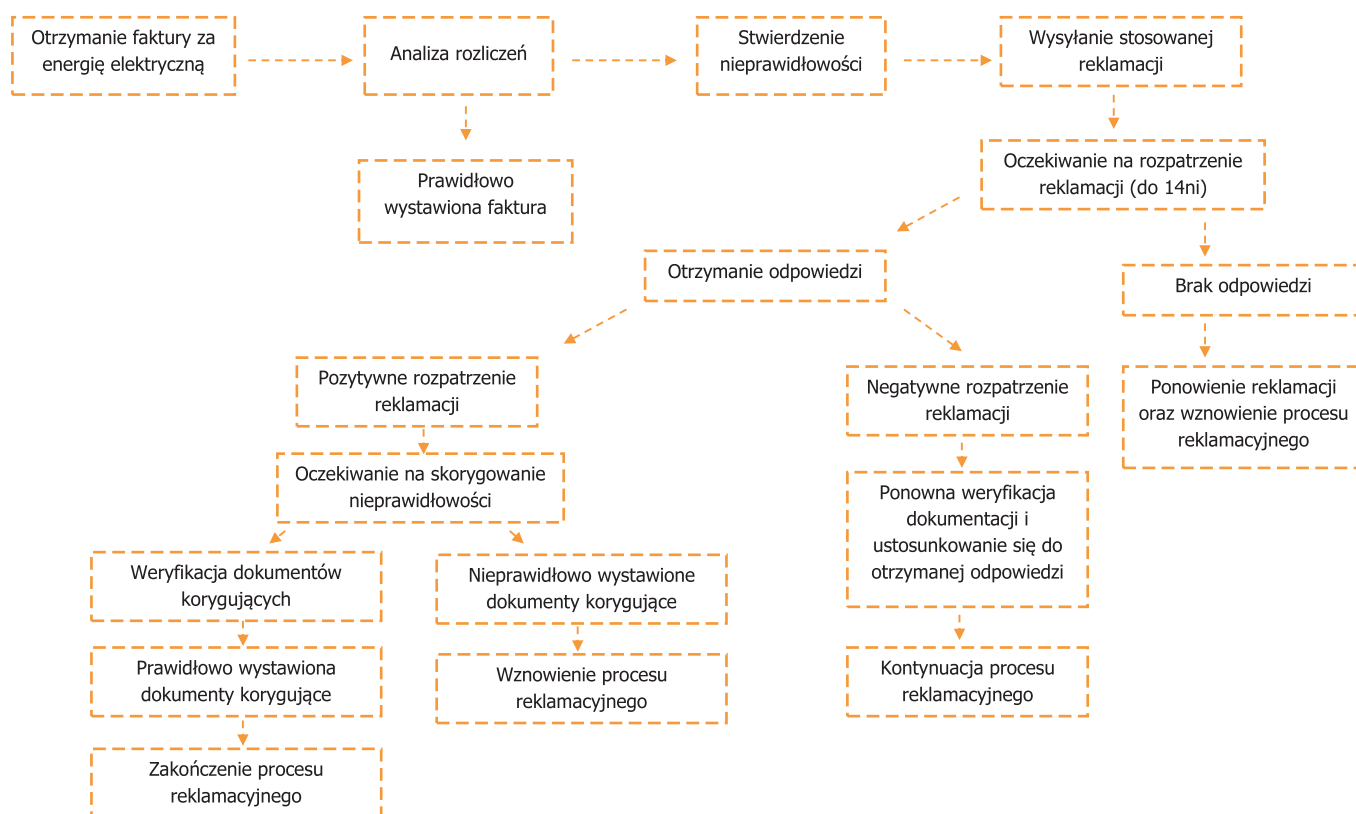 Otrzymanie faktury za
energię elektryczną
Analiza rozliczeń
Stwierdzenie
nieprawidłowości
Wysyłanie stosowanej
reklamacji
Prawidłowo
wystawiona faktura
Oczekiwanie na rozpatrzenie
reklamacji (do 14ni)
Otrzymanie odpowiedzi
Brak odpowiedzi
Pozytywne rozpatrzenie
reklamacji
Negatywne rozpatrzenie
reklamacji
Ponowienie reklamacji
oraz wznowienie procesu
reklamacyjnego
Oczekiwanie na skorygowanie
nieprawidłowości
Ponowna weryfikacja
dokumentacji i
ustosunkowanie się do
otrzymanej odpowiedzi
Weryfikacja dokumentów
korygujących
Nieprawidłowo wystawione
dokumenty korygujące
Prawidłowo wystawiona
dokumenty korygujące
Wznowienie procesu
reklamacyjnego
Kontynuacja procesu
reklamacyjnego
Zakończenie procesu
reklamacyjnego